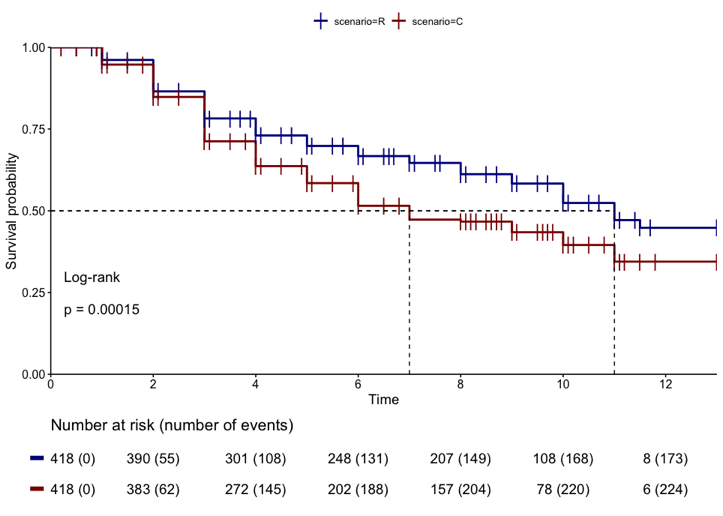 scenario=R scenario=C
1.00
0.75
0.50
0.25
0.00
Survival probability
Log-rank
p = 0.00015
0 2 4 6 8 10 12
Time
Number at risk (number of events)
418 (0) 390 (55) 301 (108) 248 (131) 207 (149) 108 (168) 8 (173)
418 (0) 383 (62) 272 (145) 202 (188) 157 (204) 78 (220) 6 (224)